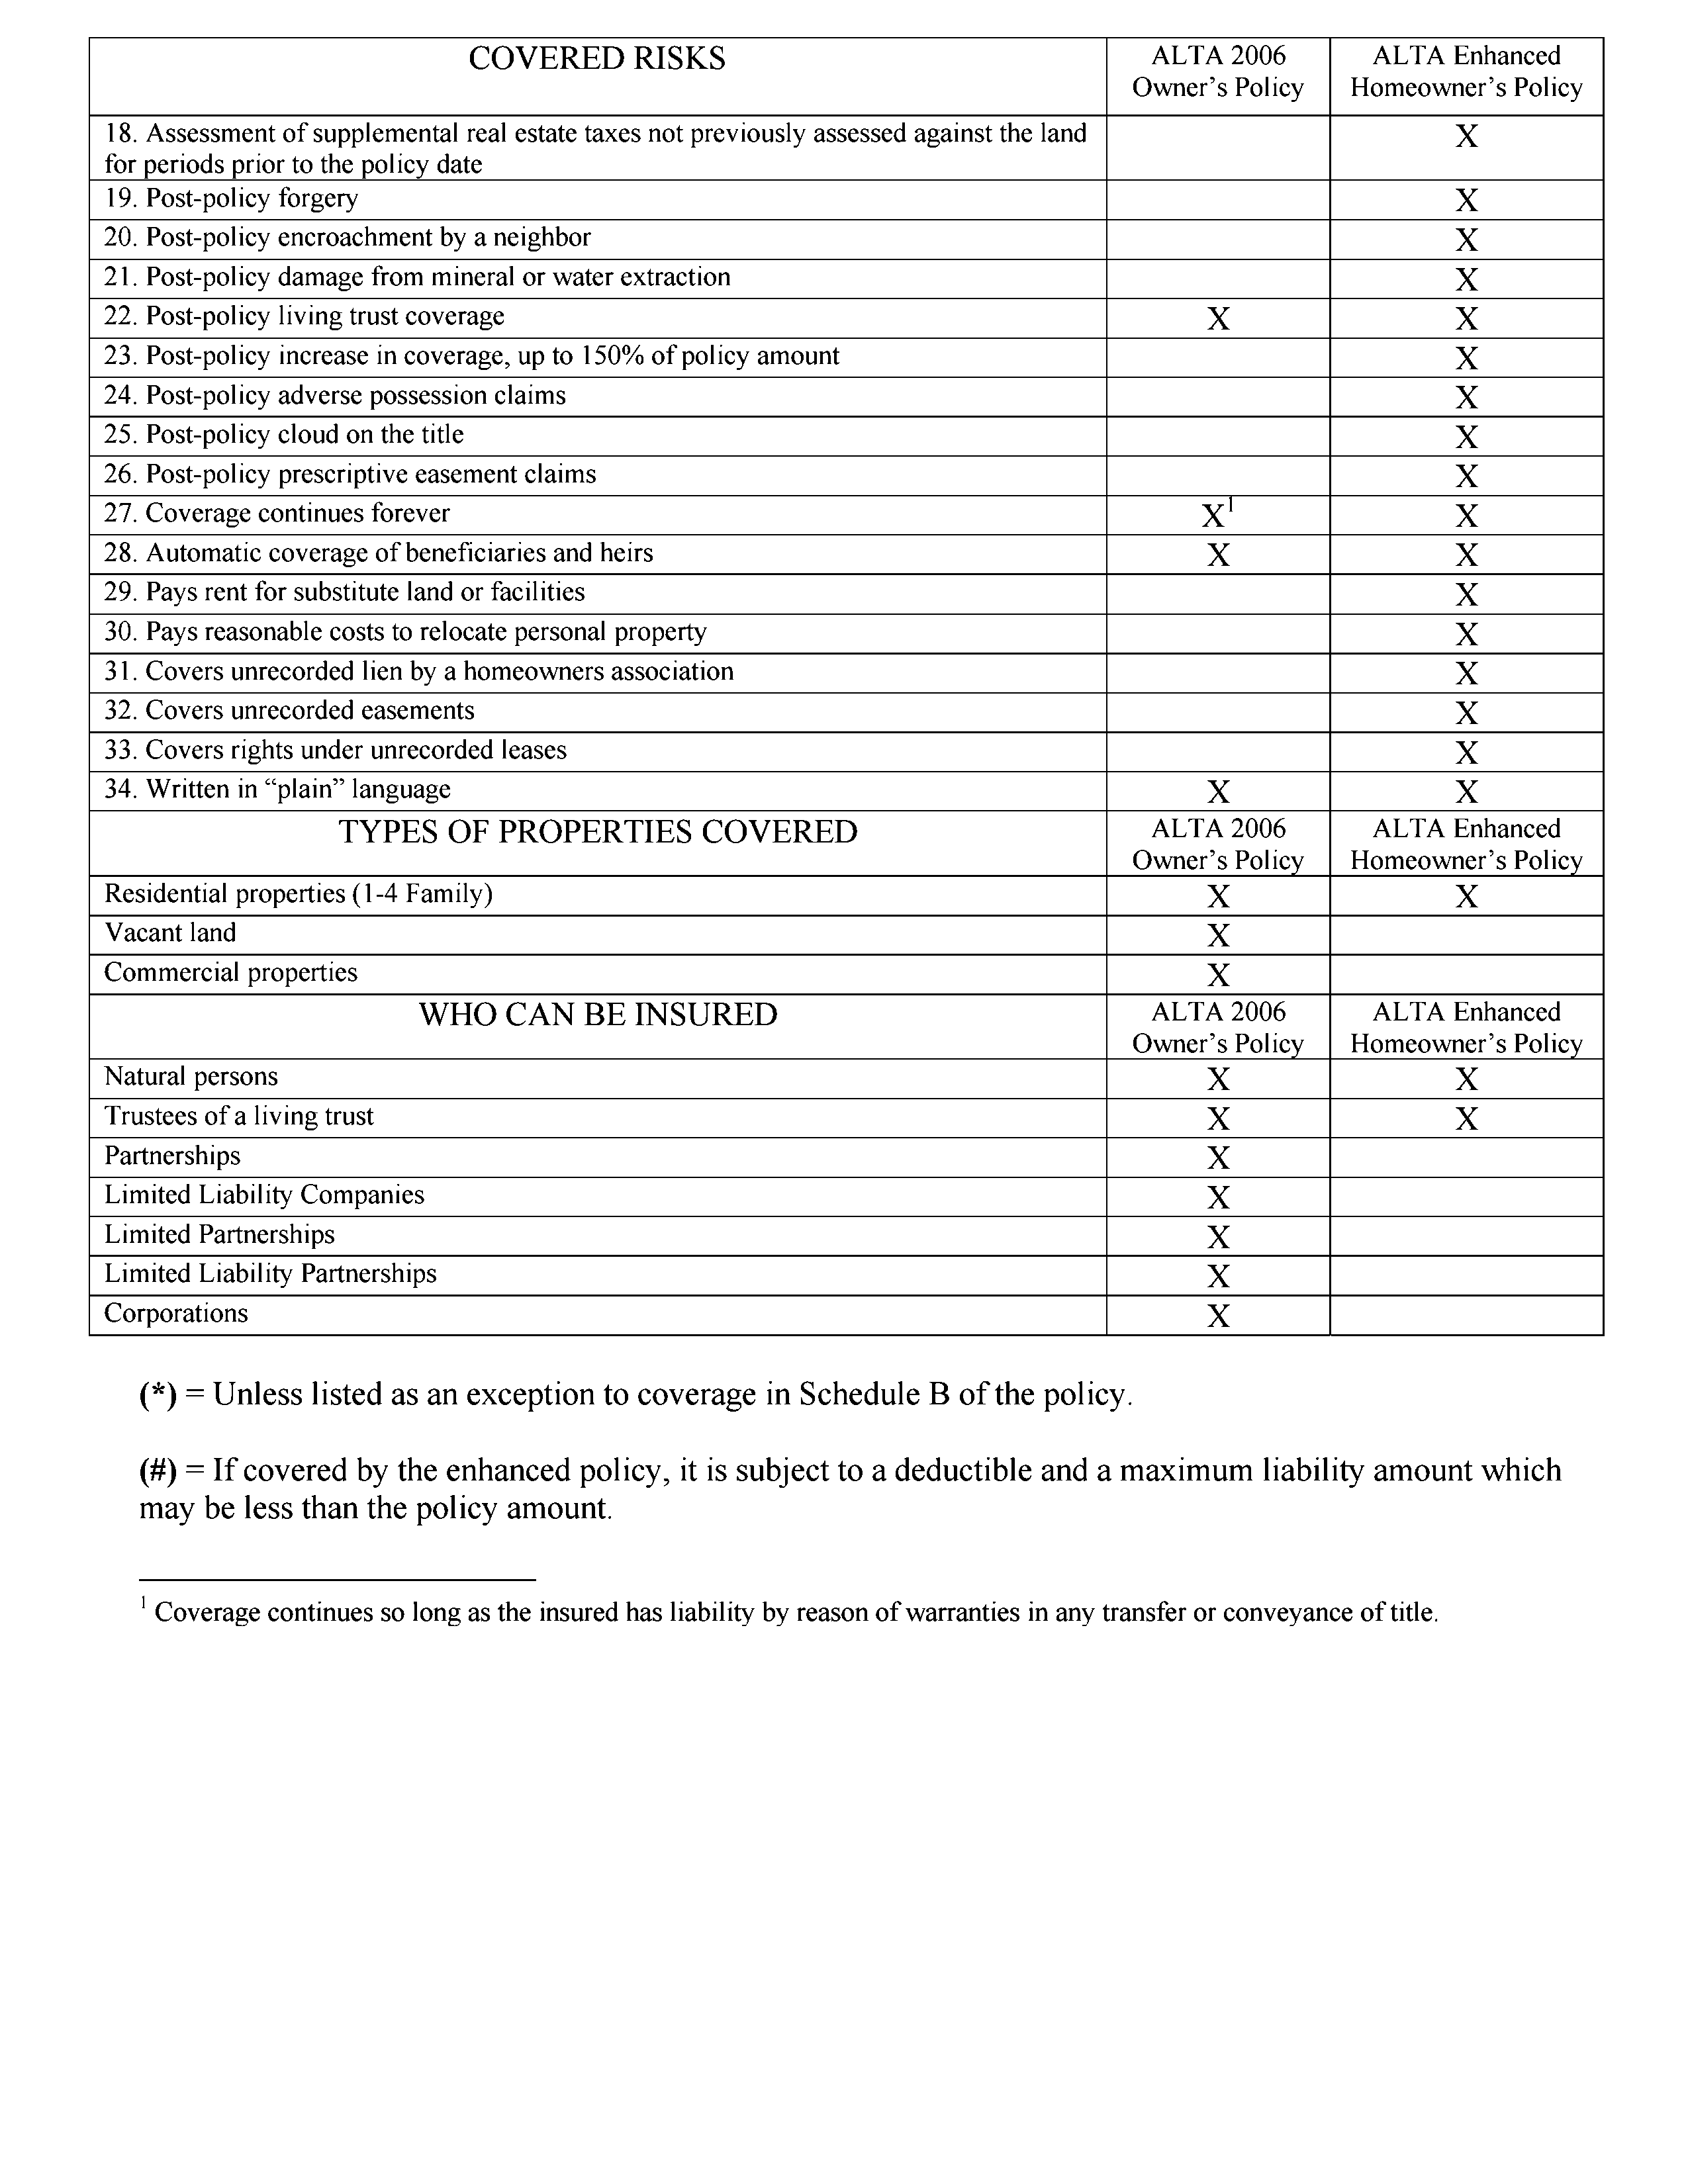 COVERED RISKS ALTA 2006 ALTA Enhanced
Owner's Policy Homeowner's Policy
18. Assessment of supplemental real estate taxes not previously assessed against the land X
for periods prior to the policy date
19. Post-policy forgery X
20. Post-policy encroachment by a neighbor X
21. Post-policy damage from mineral or water extraction X
22. Post-policy living trust coverage X X
23. Post-policy increase in coverage, up to 150% of policy amount X
24. Post-policy adverse possession claims X
25. Post-policy cloud on the title X
26. Post-policy prescriptive easement claims X
27. Coverage continues forever X¹ X
28. Automatic coverage of beneficiaries and heirs X X
29. Pays rent for substitute land or facilities X
30. Pays reasonable costs to relocate personal property X
31. Covers unrecorded lien by a homeowners association X
32. Covers unrecorded easements X
33. Covers rights under unrecorded leases X
34. Written in “plain” language X X
TYPES OF PROPERTIES COVERED ALTA 2006 ALTA Enhanced
Owner's Policy Homeowner's Policy
Residential properties (1-4 Family) X X
Vacant land X
Commercial properties X
WHO CAN BE INSURED ALTA 2006 ALTA Enhanced
Owner's Policy Homeowner's Policy
Natural persons X X
Trustees of a living trust X X
Partnerships X
Limited Liability Companies X
Limited Partnerships X
Limited Liability Partnerships X
Corporations X
(*) = Unless listed as an exception to coverage in Schedule B of the policy.
(#) = If covered by the enhanced policy, it is subject to a deductible and a maximum liability amount which
may be less than the policy amount.
¹ Coverage continues so long as the insured has liability by reason of warranties in any transfer or conveyance of title.